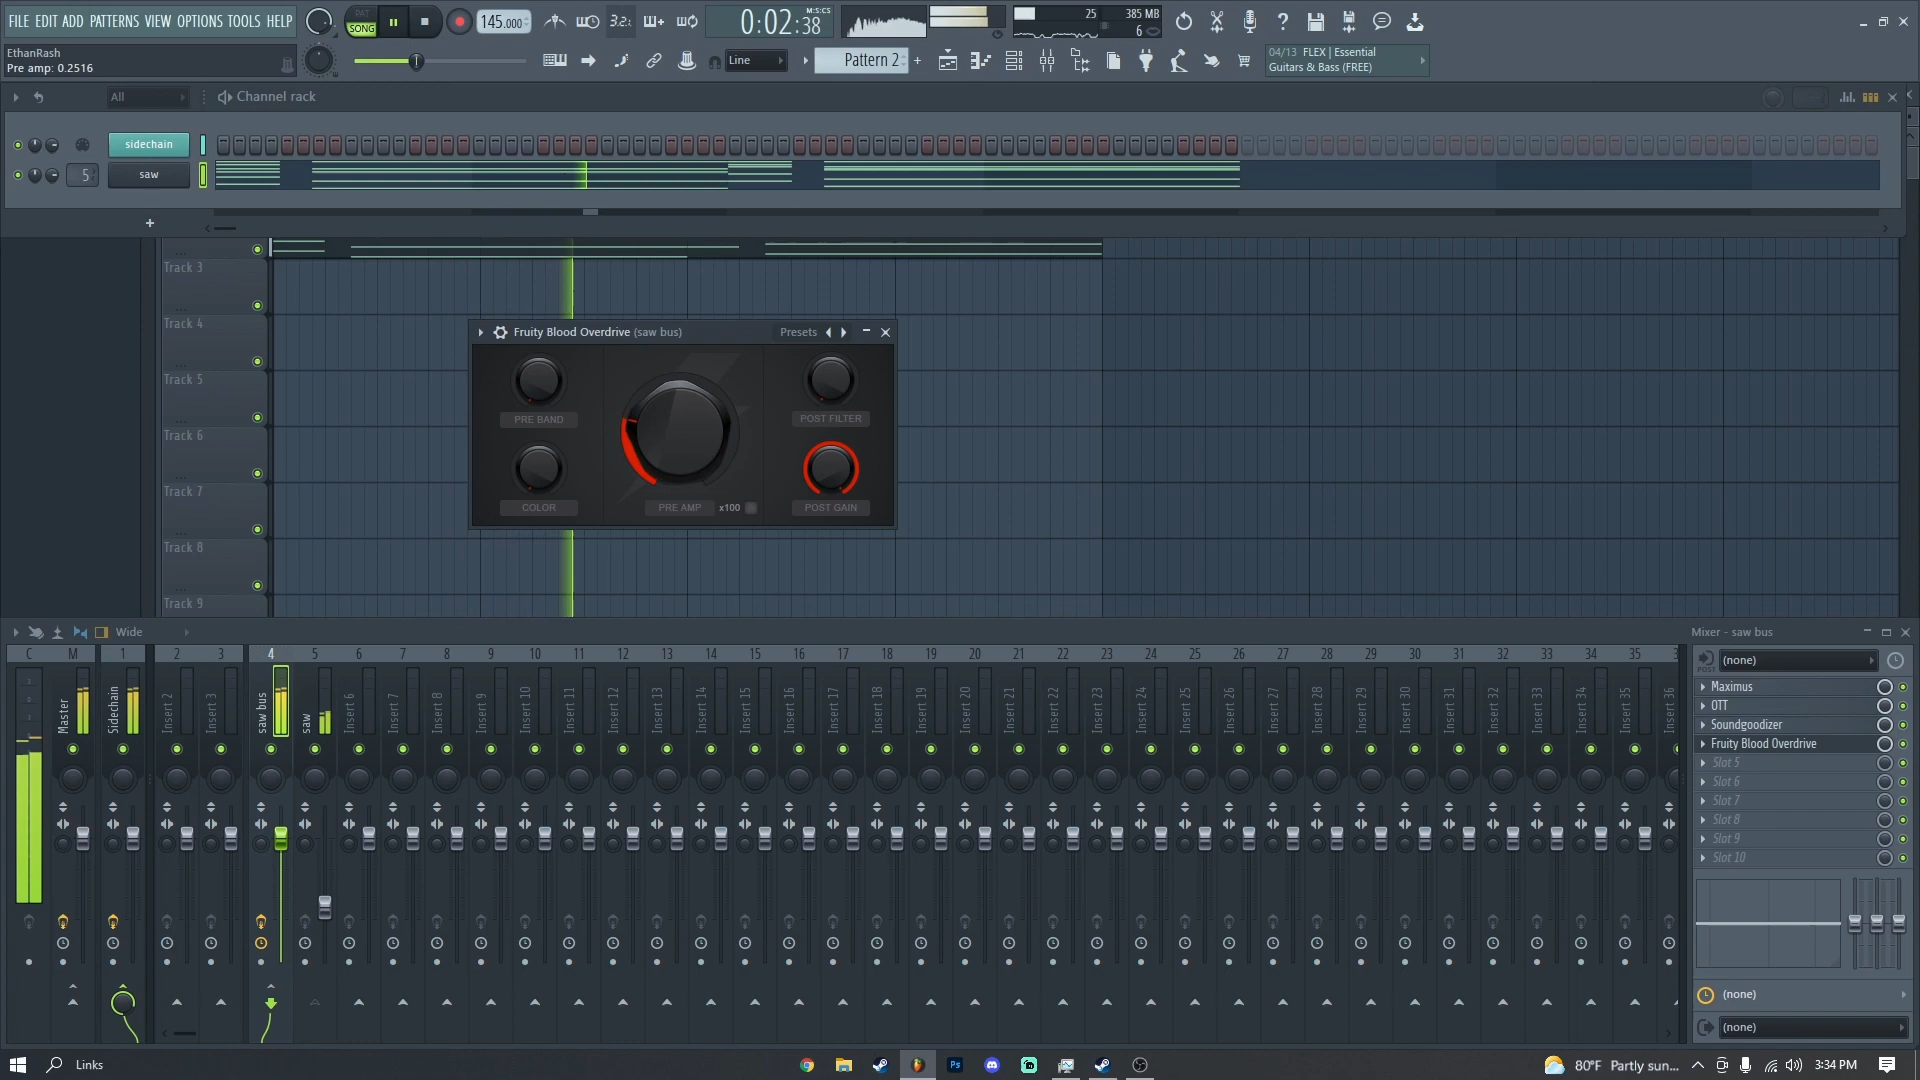 FILE EDIT ADD PATTERNS VIEW OPTIONS TOOLS HELP
EthanRash
Pre amp: 0.2516
PAT
SONG
145.000
3.2.
M:S:CS
0:02:38
25
385 MB
6
Line
Pattern 2
04/13 FLEX | Essential
Guitars & Bass (FREE)
All
Channel rack
sidechain
5
saw
Track 3
Track 4
Track 5
Track 6
Track 7
Track 8
Track 9
Fruity Blood Overdrive (saw bus)
Presets
PRE BAND
POST FILTER
COLOR
PRE AMP
x100
POST GAIN
Wide
C M 1 2 3 4 5 6 7 8 9 10 11 12 13 14 15 16 17 18 19 20 21 22 23 24 25 26 27 28 29 30 31 32 33 34 35
Master
Sidechain
Insert 2
Insert 3
saw bus
saw
Insert 6
Insert 7
Insert 8
Insert 9
Insert 10
Insert 11
Insert 12
Insert 13
Insert 14
Insert 15
Insert 16
Insert 17
Insert 18
Insert 19
Insert 20
Insert 21
Insert 22
Insert 23
Insert 24
Insert 25
Insert 26
Insert 27
Insert 28
Insert 29
Insert 30
Insert 31
Insert 32
Insert 33
Insert 34
Insert 35
Insert 36
Mixer - saw bus
POST
(none)
Maximus
OTT
Soundgoodizer
Fruity Blood Overdrive
Slot 5
Slot 6
Slot 7
Slot 8
Slot 9
Slot 10
(none)
(none)
Links
Ps
80°F Partly sun...
3:34 PM